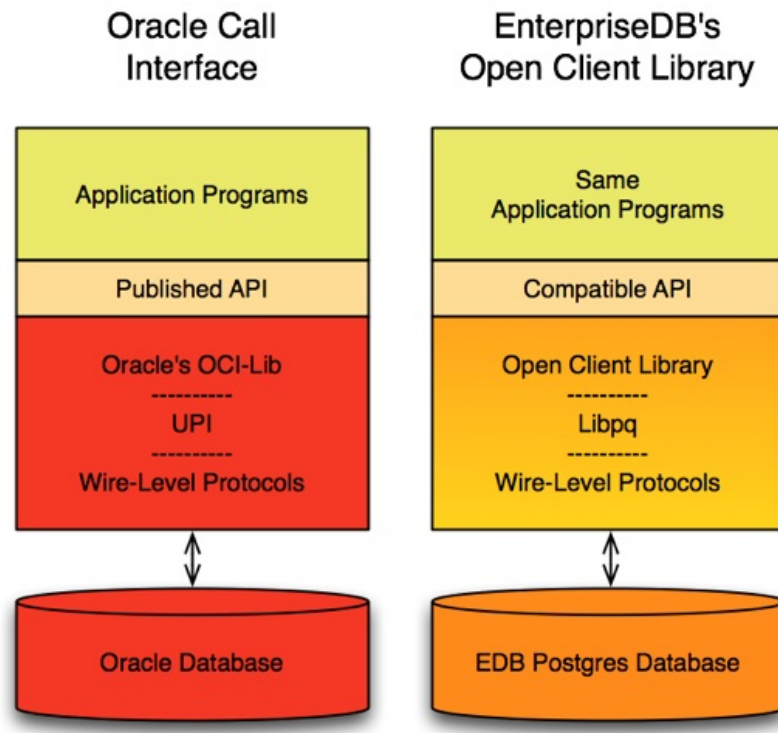 Oracle Call
Interface
Application Programs
Published API
Oracle's OCI-Lib
----------
UPI
----------
Wire-Level Protocols
Oracle Database
EnterpriseDB's
Open Client Library
Same
Application Programs
Compatible API
Open Client Library
----------
Libpq
----------
Wire-Level Protocols
EDB Postgres Database